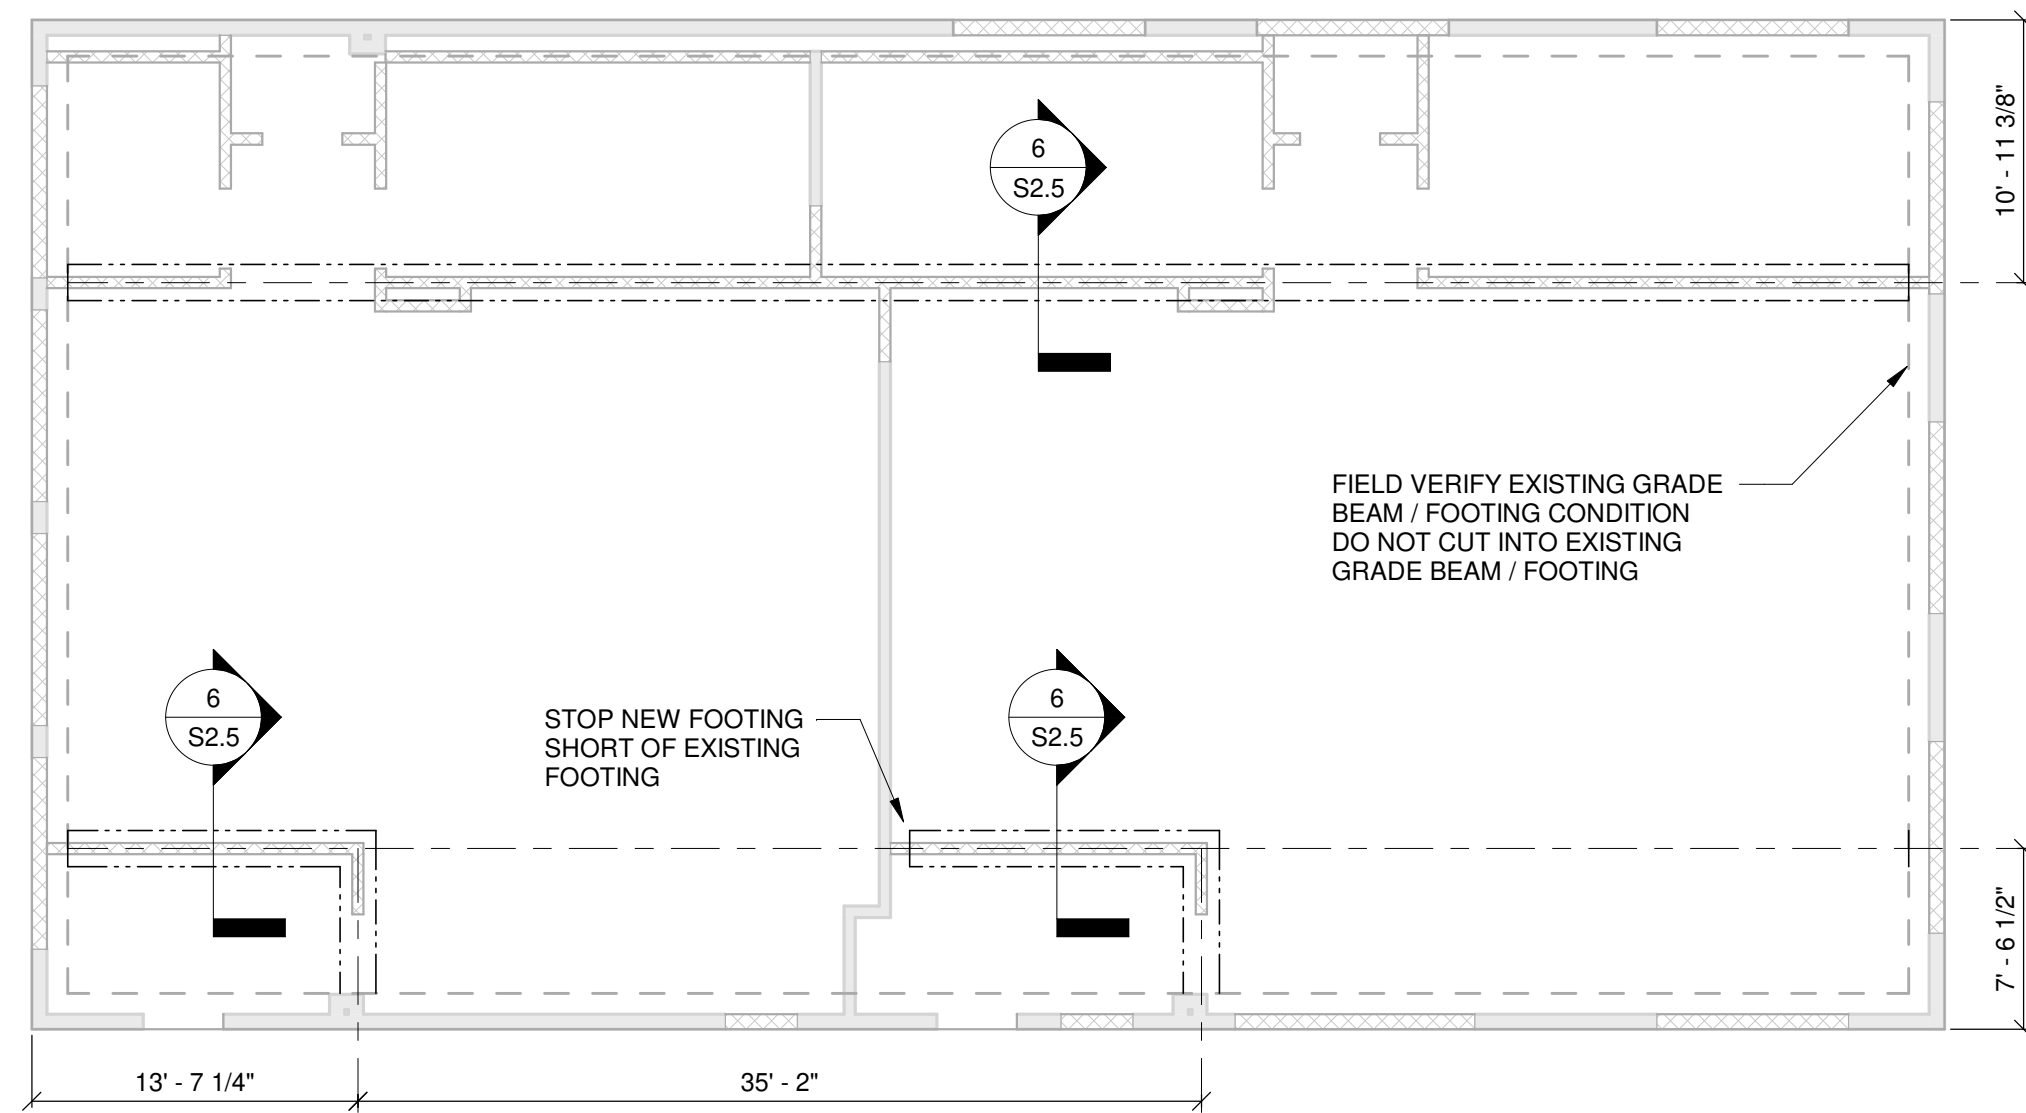 10' - 11 3/8"
6
S2.5
FIELD VERIFY EXISTING GRADE
BEAM / FOOTING CONDITION
DO NOT CUT INTO EXISTING
GRADE BEAM / FOOTING
6
S2.5
STOP NEW FOOTING
SHORT OF EXISTING
FOOTING
6
S2.5
7' - 6 1/2"
13' - 7 1/4"
35' - 2"